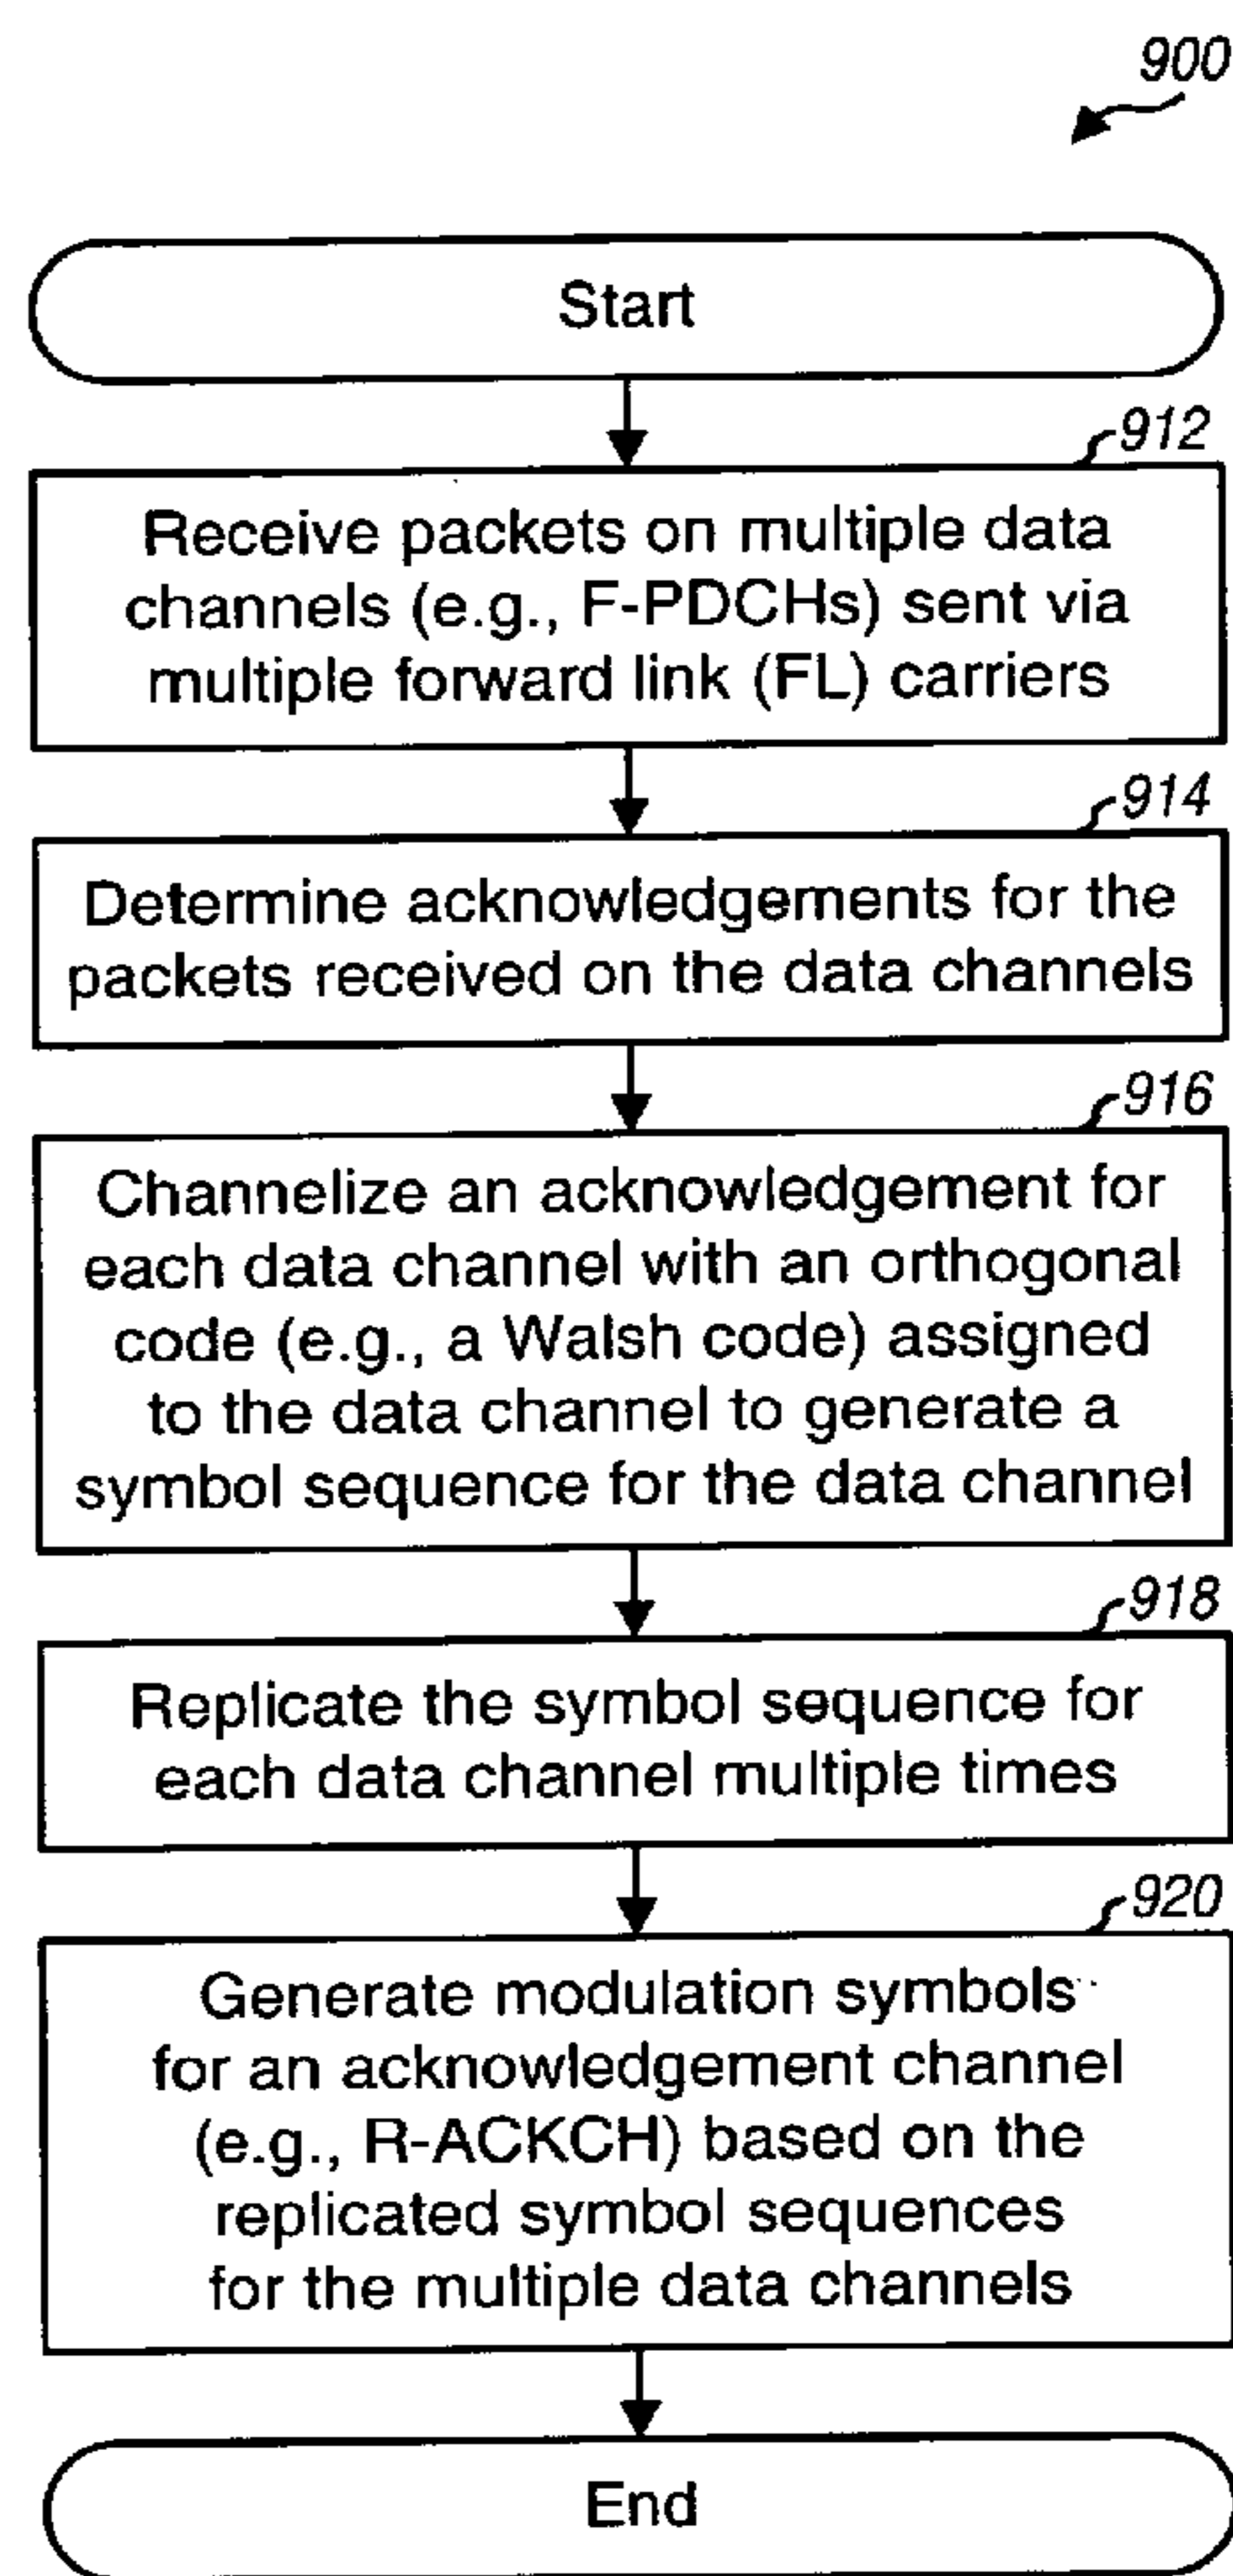 900
Start
912
Receive packets on multiple data
channels (e.g., F-PDCHs) sent via
multiple forward link (FL) carriers
914
Determine acknowledgements for the
packets received on the data channels
916
Channelize an acknowledgement for
each data channel with an orthogonal
code (e.g., a Walsh code) assigned
to the data channel to generate a
symbol sequence for the data channel
918
Replicate the symbol sequence for
each data channel multiple times
920
Generate modulation symbols
for an acknowledgement channel
(e.g., R-ACKCH) based on the
replicated symbol sequences
for the multiple data channels
End